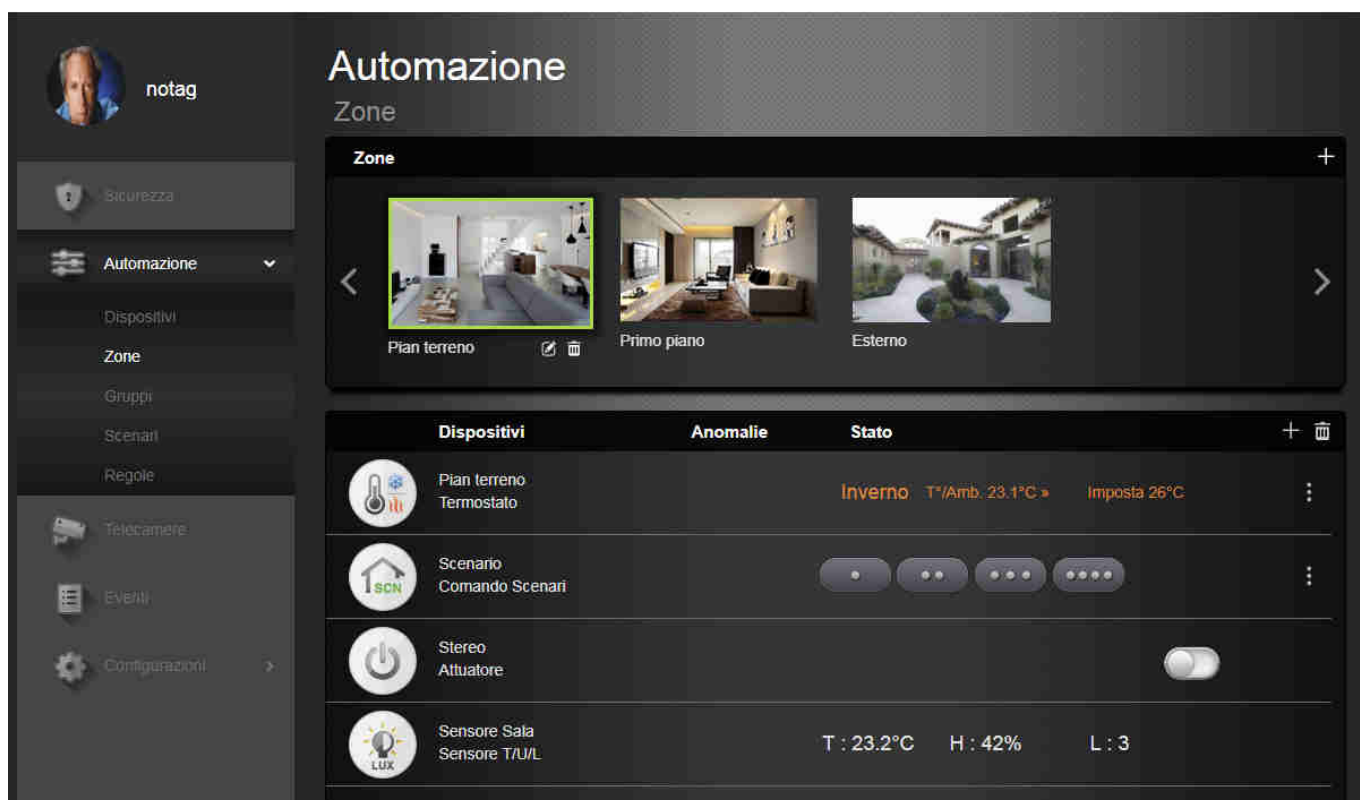 notag
Sicurezza
Automazione
Dispositivi
Zone
Gruppi
Scenari
Regole
Telecamere
Eventi
Configurazioni
Automazione
Zone
Zone
Pian terreno
Primo piano
Esterno
Dispositivi Anomalie Stato
Pian terreno
Termostato
Inverno T°/Amb. 23.1°C » Imposta 26°C
SCN
Scenario
Comando Scenari
Stereo
Attuatore
LUX
Sensore Sala
Sensore T/U/L
T : 23.2°C H : 42% L : 3